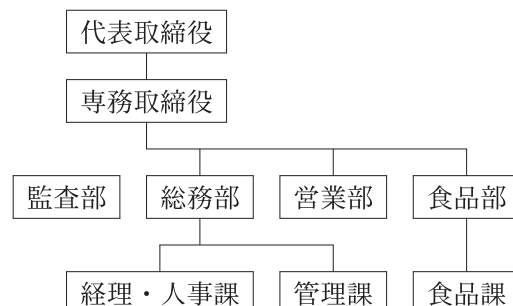 代表取締役
専務取締役
監査部 総務部 営業部 食品部
経理・人事課 管理課 食品課